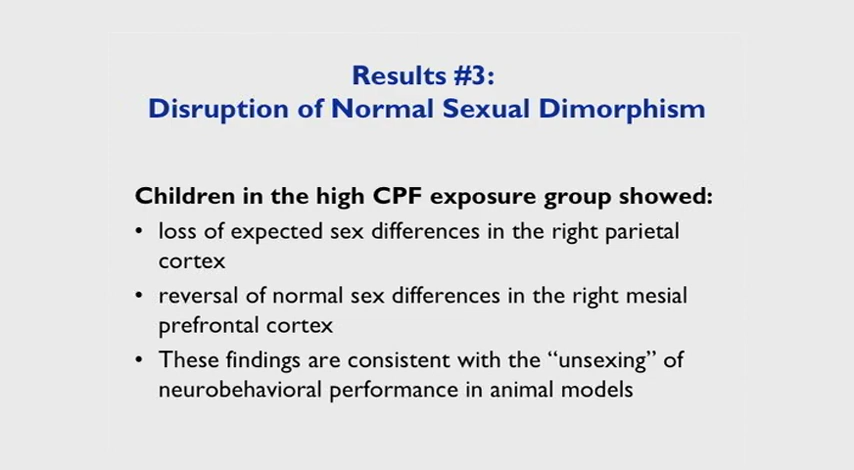 Results #3:
Disruption of Normal Sexual Dimorphism
Children in the high CPF exposure group showed:
• loss of expected sex differences in the right parietal
cortex
• reversal of normal sex differences in the right mesial
prefrontal cortex
• These findings are consistent with the “unsexing” of
neurobehavioral performance in animal models